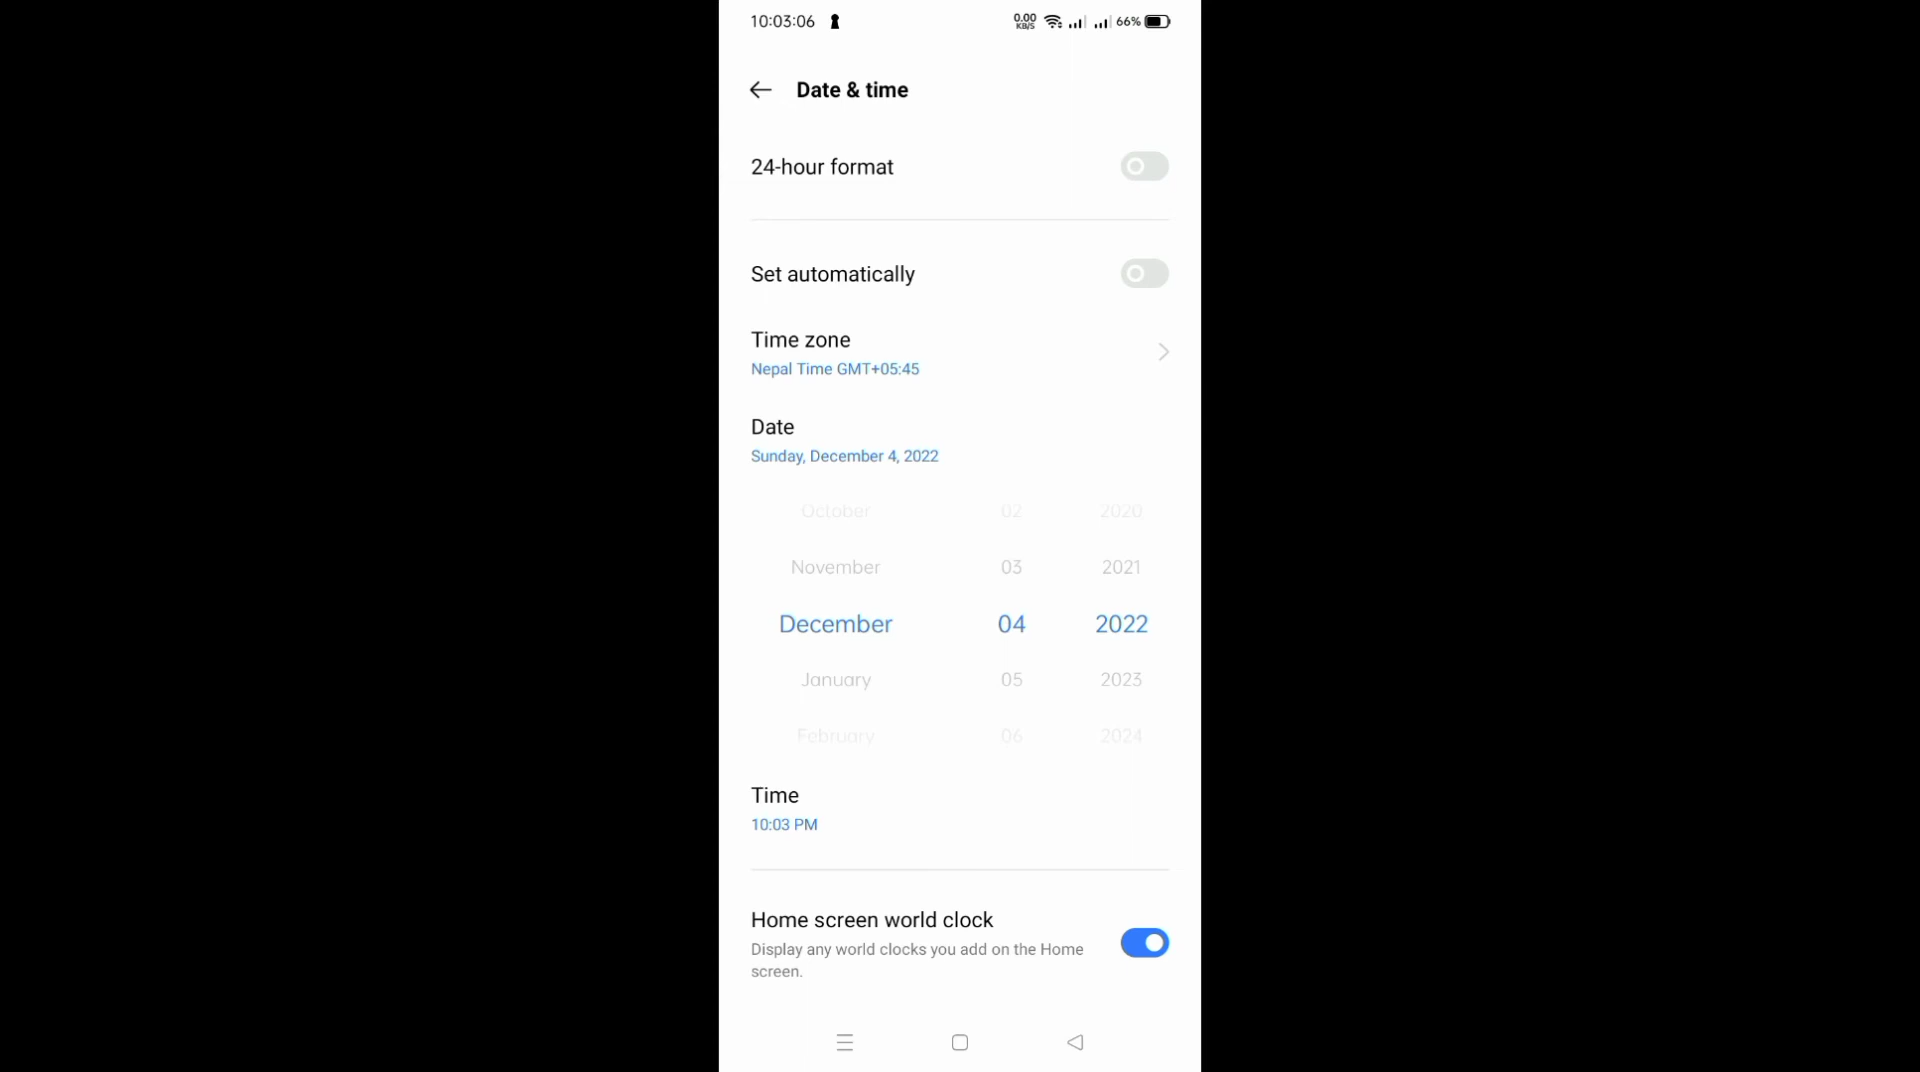 10:03:06 0.00 KB/S 66%
Date & time
24-hour format
Set automatically
Time zone
Nepal Time GMT+05:45
Date
Sunday, December 4, 2022
October 02 2020
November 03 2021
December 04 2022
January 05 2023
February 06 2024
Time
10:03 PM
Home screen world clock
Display any world clocks you add on the Home
screen.